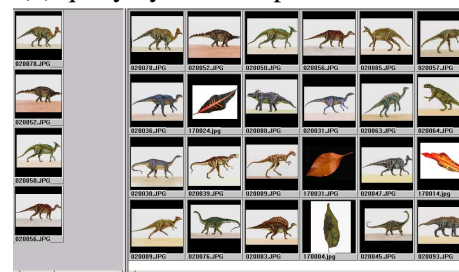 020078.JPG
020052.JPG
020050.JPG
020056.JPG
020078.JPG 020052.JPG 020050.JPG 020056.JPG 020085.JPG 020057.JPG
020036.JPG 170024.jpg 020088.JPG 020031.JPG 020063.JPG 020064.JPG
020030.JPG 020039.JPG 020089.JPG 170031.JPG 020047.JPG 170014.jpg
020009.JPG 020076.JPG 020083.JPG 170004.jpg 020045.JPG 020093.JPG